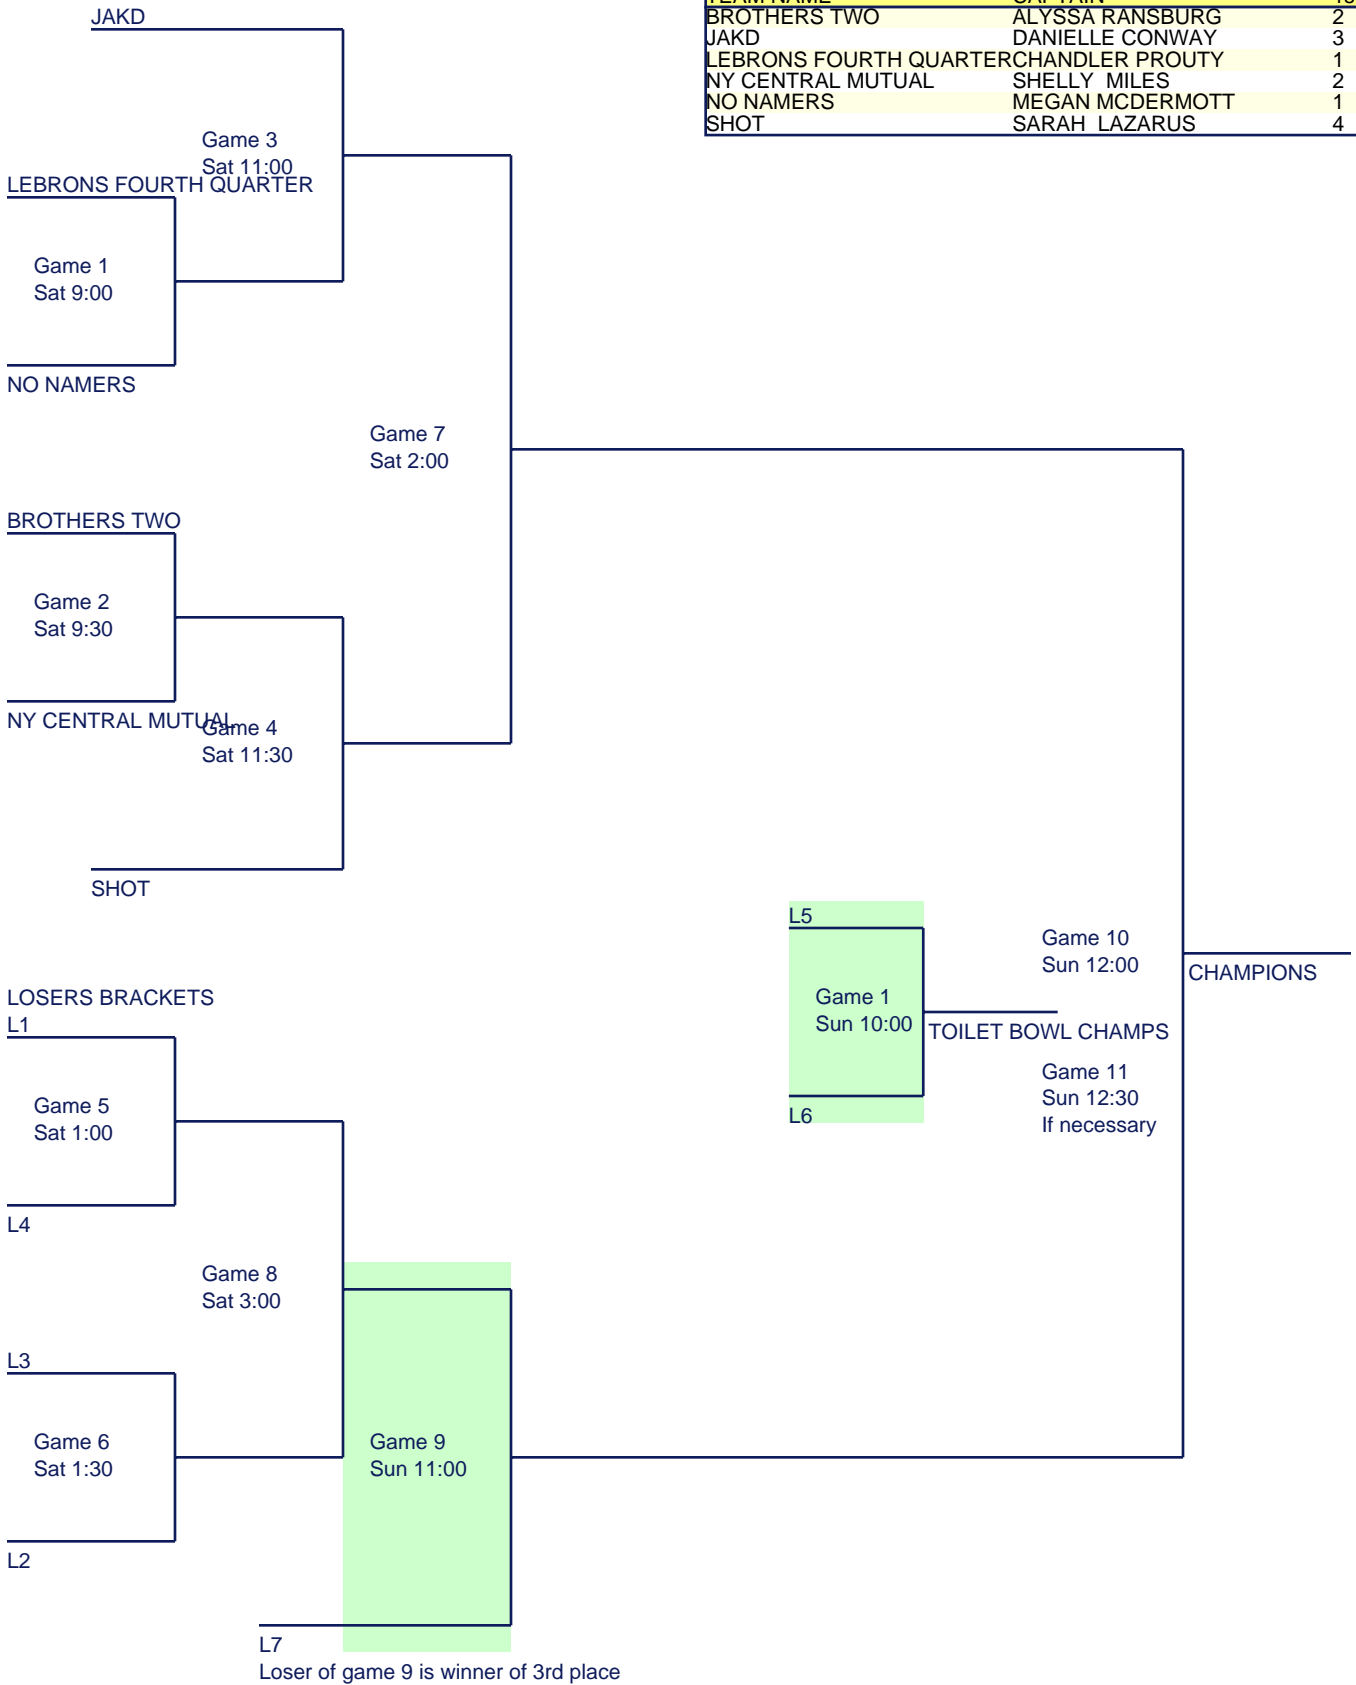 TEAM NAME CAPTAIN
BROTHERS TWO ALYSSA RANSBURG 2
JAKD DANIELLE CONWAY 3
LEBRONS FOURTH QUARTER CHANDLER PROUTY 1
NY CENTRAL MUTUAL SHELLY MILES 2
NO NAMERS MEGAN MCDERMOTT 1
SHOT SARAH LAZARUS 4
JAKD
Game 3
Sat 11:00
LEBRONS FOURTH QUARTER
Game 1
Sat 9:00
NO NAMERS
Game 7
Sat 2:00
BROTHERS TWO
Game 2
Sat 9:30
NY CENTRAL MUTUAL
Game 4
Sat 11:30
SHOT
L5
Game 10
Sun 12:00
CHAMPIONS
Game 1
Sun 10:00
TOILET BOWL CHAMPS
Game 11
Sun 12:30
If necessary
L6
LOSERS BRACKETS
L1
Game 5
Sat 1:00
L4
Game 8
Sat 3:00
L3
Game 6
Sat 1:30
Game 9
Sun 11:00
L2
L7
Loser of game 9 is winner of 3rd place